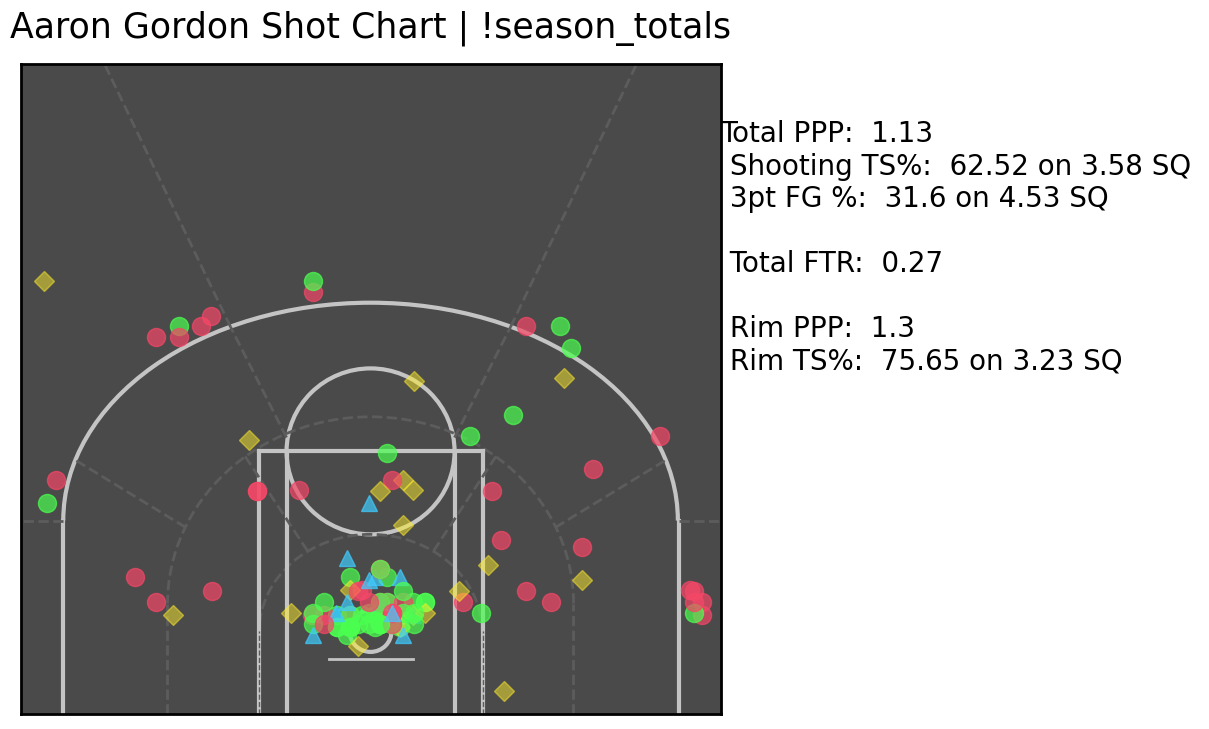 Aaron Gordon Shot Chart | !season_totals
Total PPP: 1.13
Shooting TS%: 62.52 on 3.58 SQ
3pt FG %: 31.6 on 4.53 SQ
Total FTR: 0.27
Rim PPP: 1.3
Rim TS%: 75.65 on 3.23 SQ